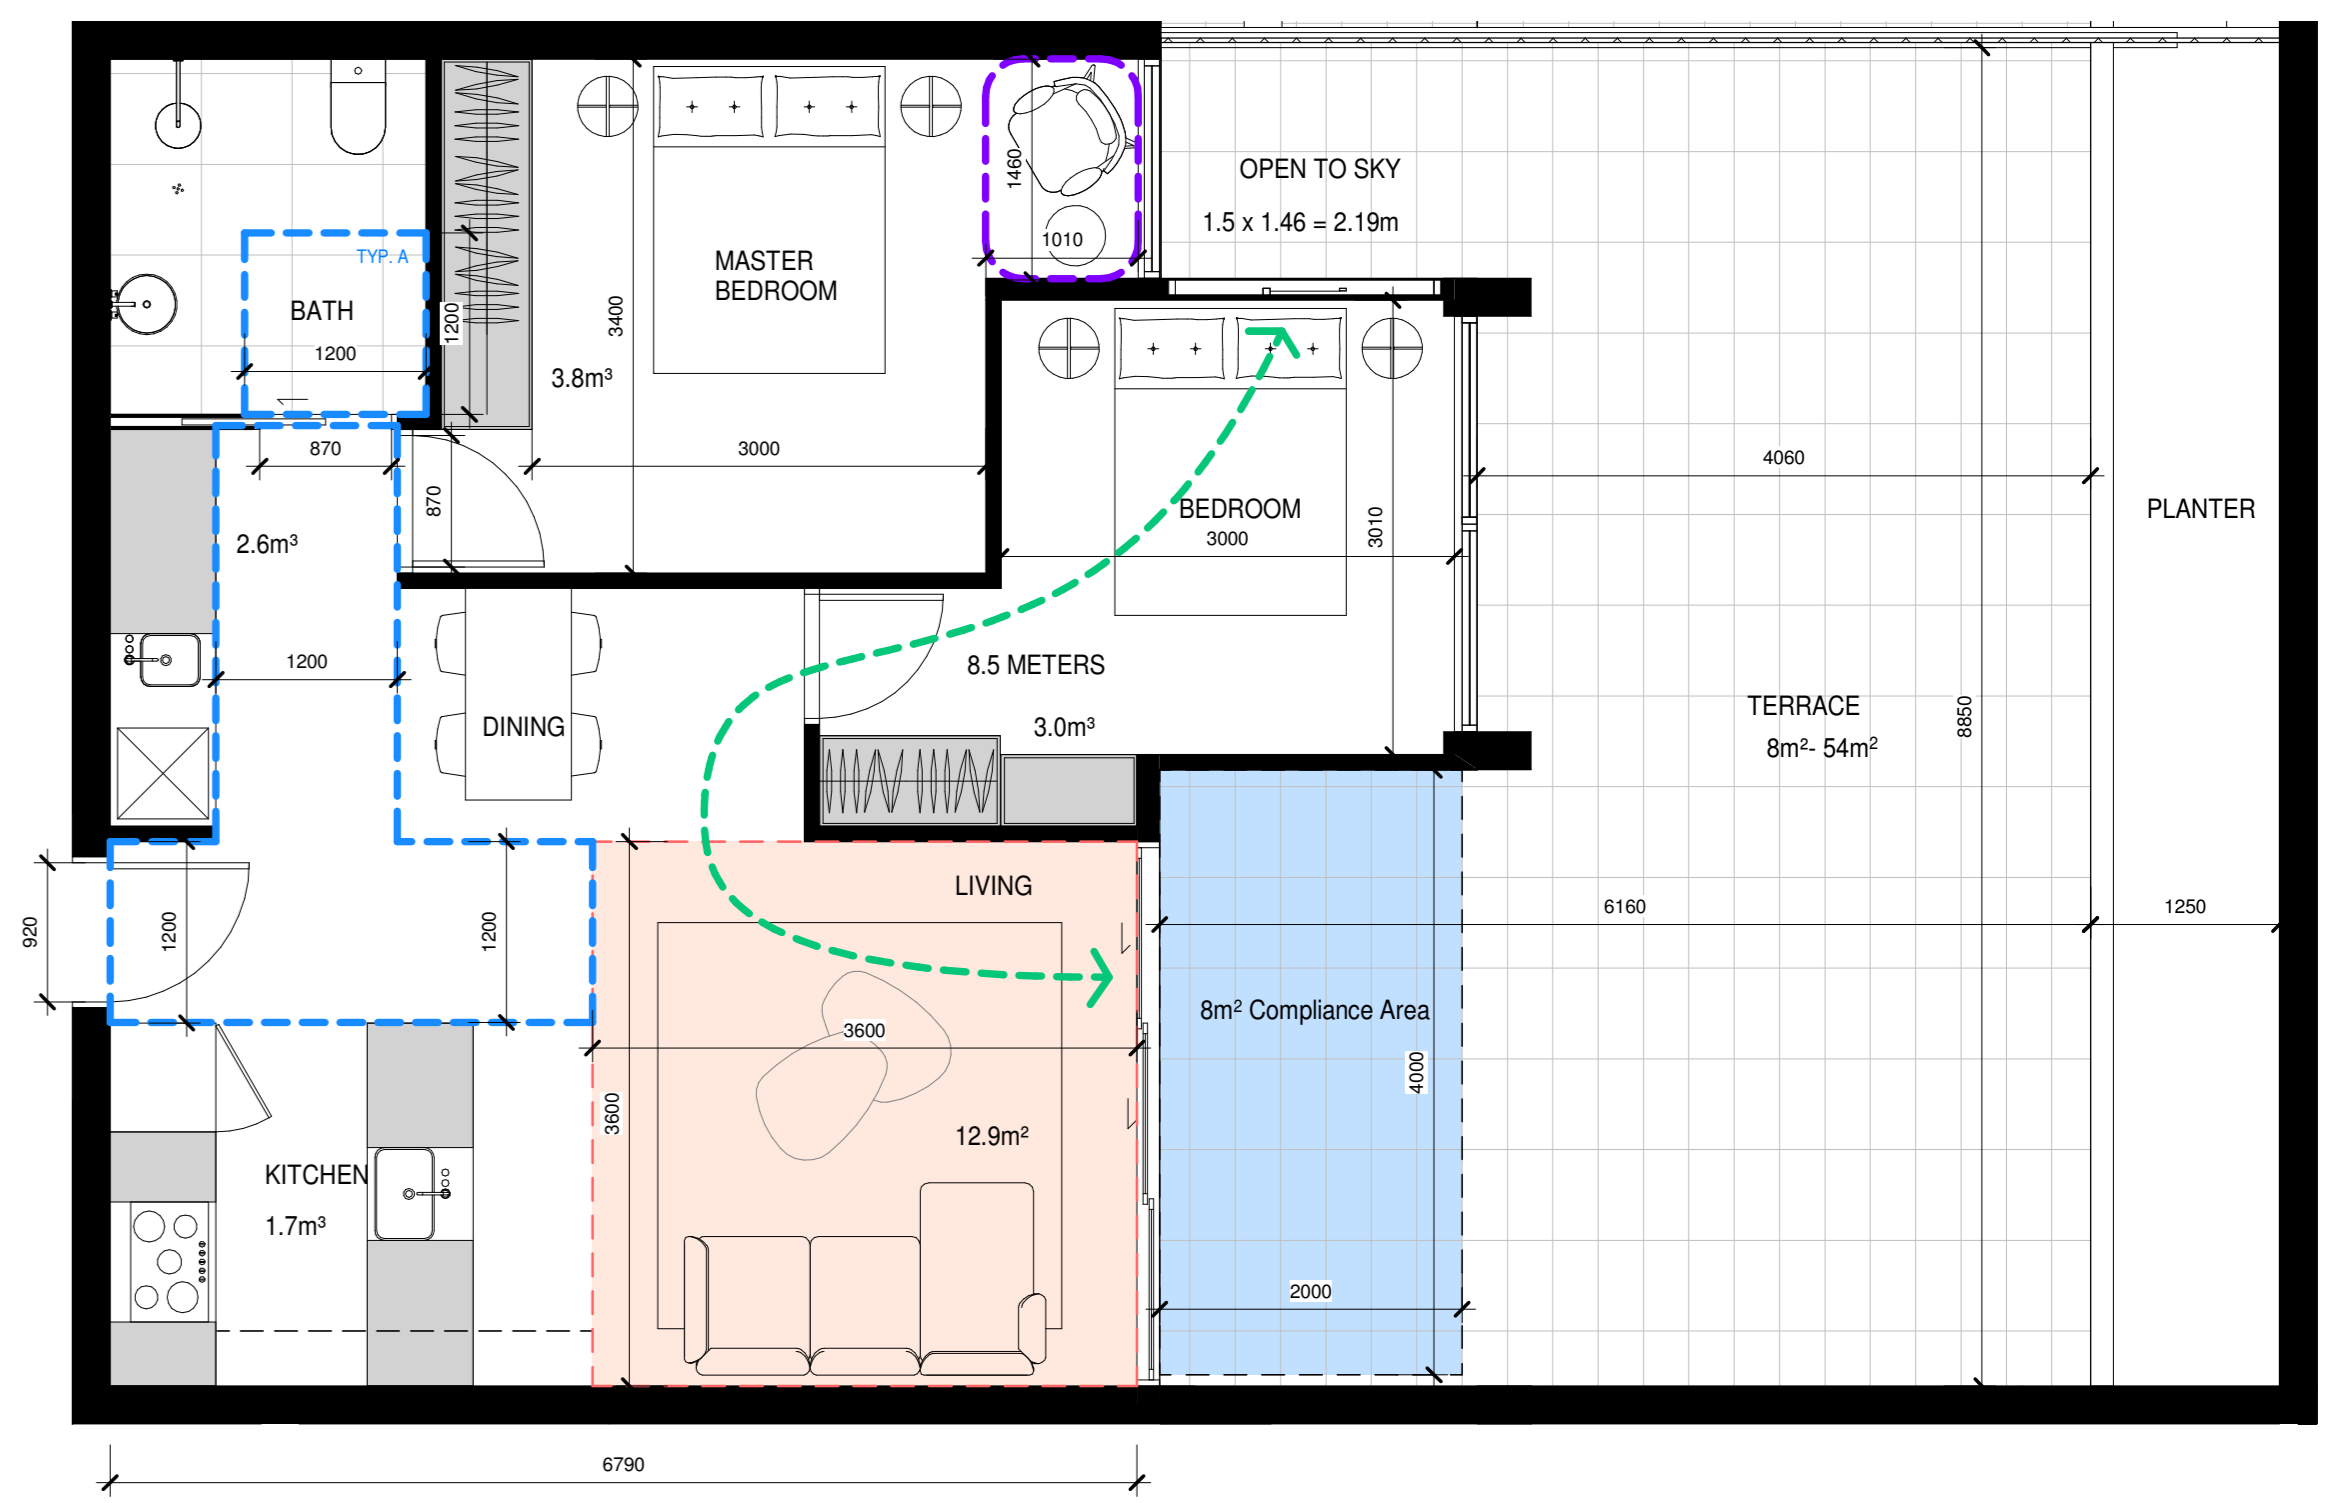 OPEN TO SKY
1.5 x 1.46 = 2.19m
1460
1010
TYP. A
BATH
1200
1200
MASTER
BEDROOM
3400
3.8m³
870
870
3000
2.6m³
BEDROOM
3000
3010
4060
PLANTER
1200
8.5 METERS
3.0m³
DINING
TERRACE
8m²- 54m²
8850
LIVING
920
1200
1200
6160
1250
8m² Compliance Area
3600
4000
3600
12.9m²
KITCHEN
1.7m³
2000
6790